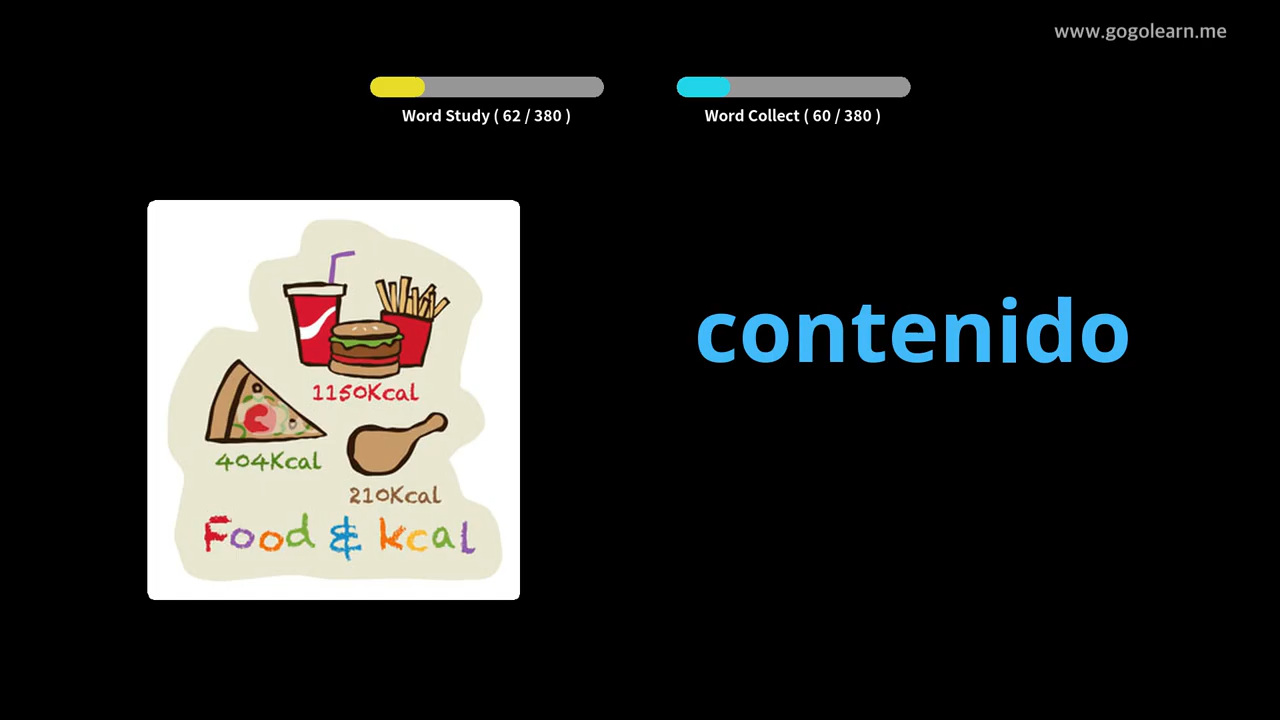 www.gogolearn.me
Word Study ( 62 / 380 )
Word Collect ( 60 / 380 )
1150Kcal
404Kcal
210Kcal
Food & kcal
contenido